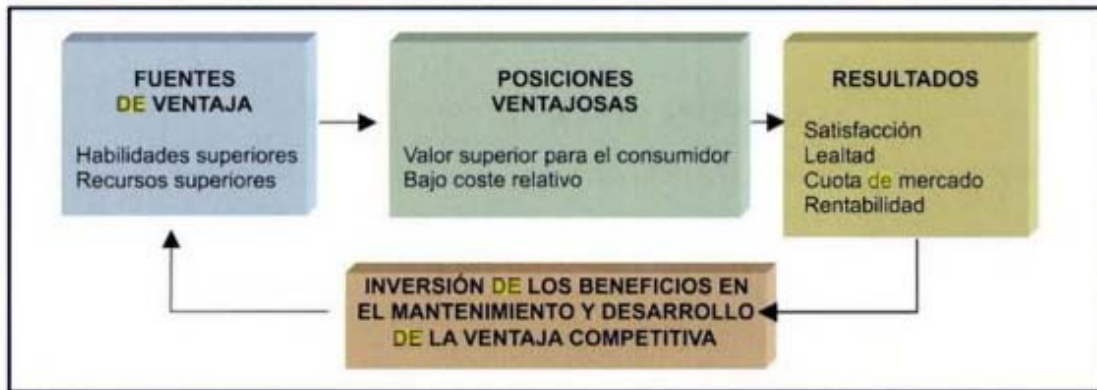 FUENTES
DE VENTAJA
Habilidades superiores
Recursos superiores
POSICIONES
VENTAJOSAS
Valor superior para el consumidor
Bajo coste relativo
RESULTADOS
Satisfacción
Lealtad
Cuota de mercado
Rentabilidad
INVERSIÓN DE LOS BENEFICIOS EN
EL MANTENIMIENTO Y DESARROLLO
DE LA VENTAJA COMPETITIVA